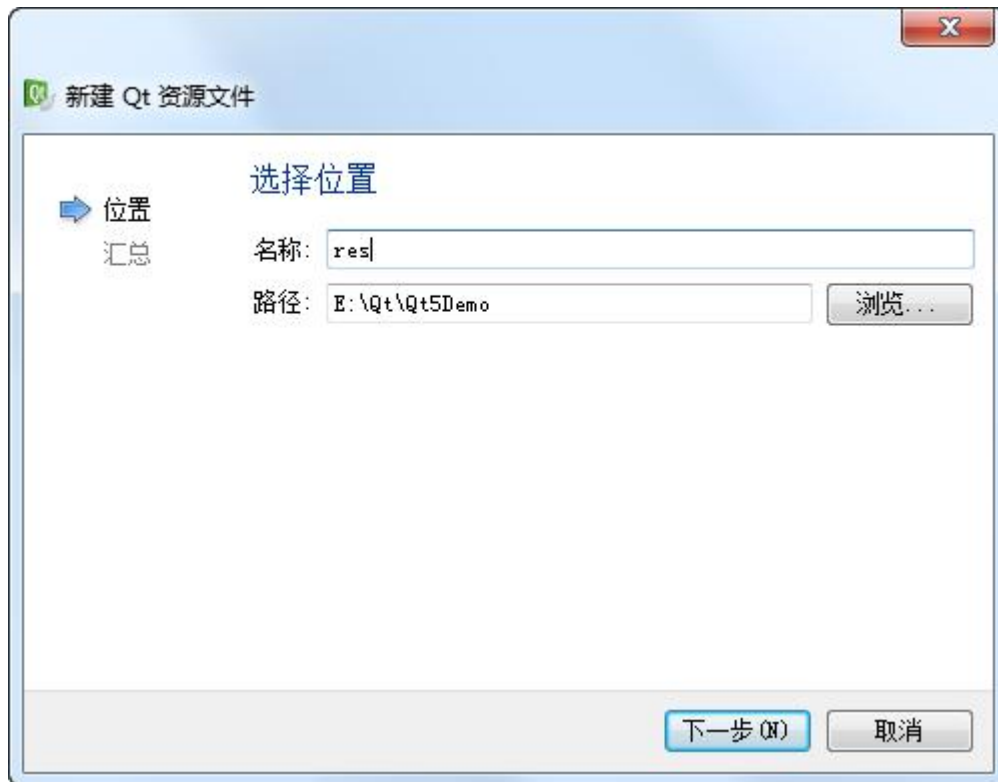 新建 Qt 资源文件
位置
汇总
选择位置
名称: res
路径: E:\Qt\Qt5Demo 浏览...
下一步(N) 取消